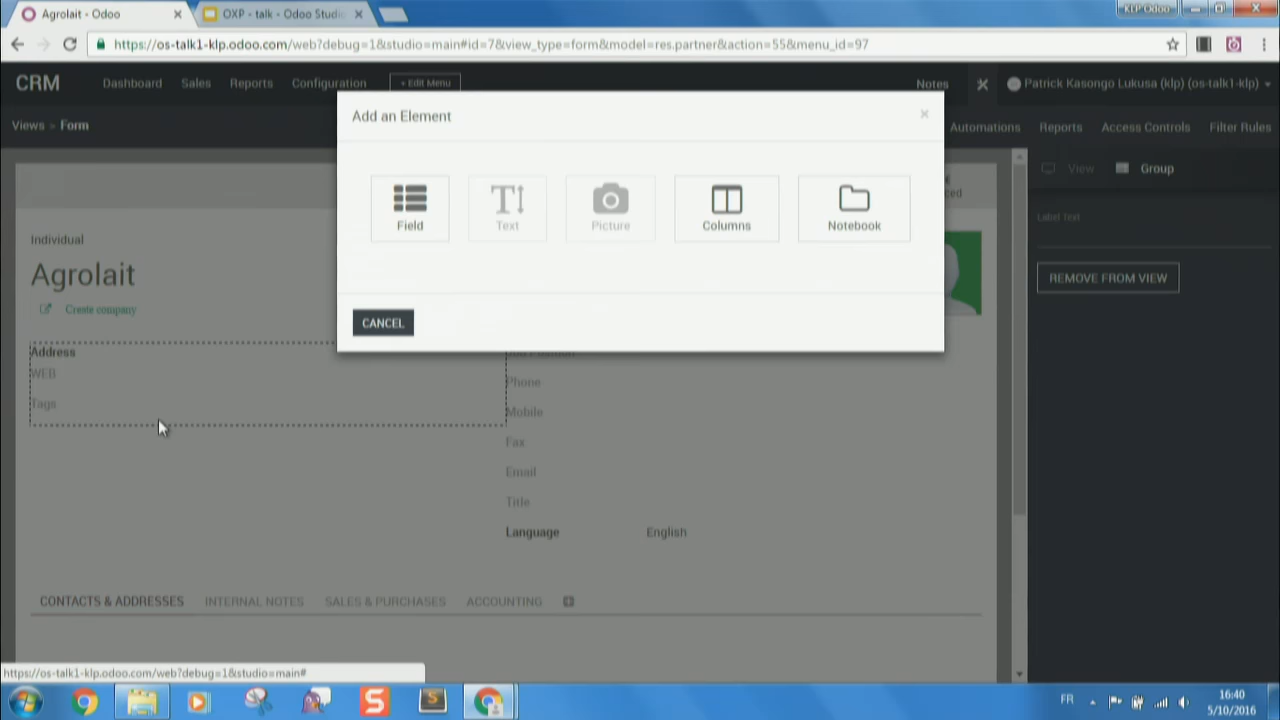 Agrolait - Odoo
OXP - talk - Odoo Studio
KLP Odoo
https://os-talk1-klp.odoo.com/web?debug=1&studio=main#id=7&view_type=form&model=res.partner&action=55&menu_id=97
CRM
Dashboard
Sales
Reports
Configuration
+ Edit Menu
Notes
Patrick Kasongo Lukusa (klp) (os-talk1-klp)
Views > Form
Automations
Reports
Access Controls
Filter Rules
Add an Element
×
Field
Text
Picture
Columns
Notebook
CANCEL
View
Group
Label text
REMOVE FROM VIEW
Individual
Agrolait
Create company
Address
WEB
Tags
Phone
Mobile
Fax
Email
Title
Language English
CONTACTS & ADDRESSES
INTERNAL NOTES
SALES & PURCHASES
ACCOUNTING
https://os-talk1-klp.odoo.com/web?debug=1&studio=main#
FR
16:40
5/10/2016